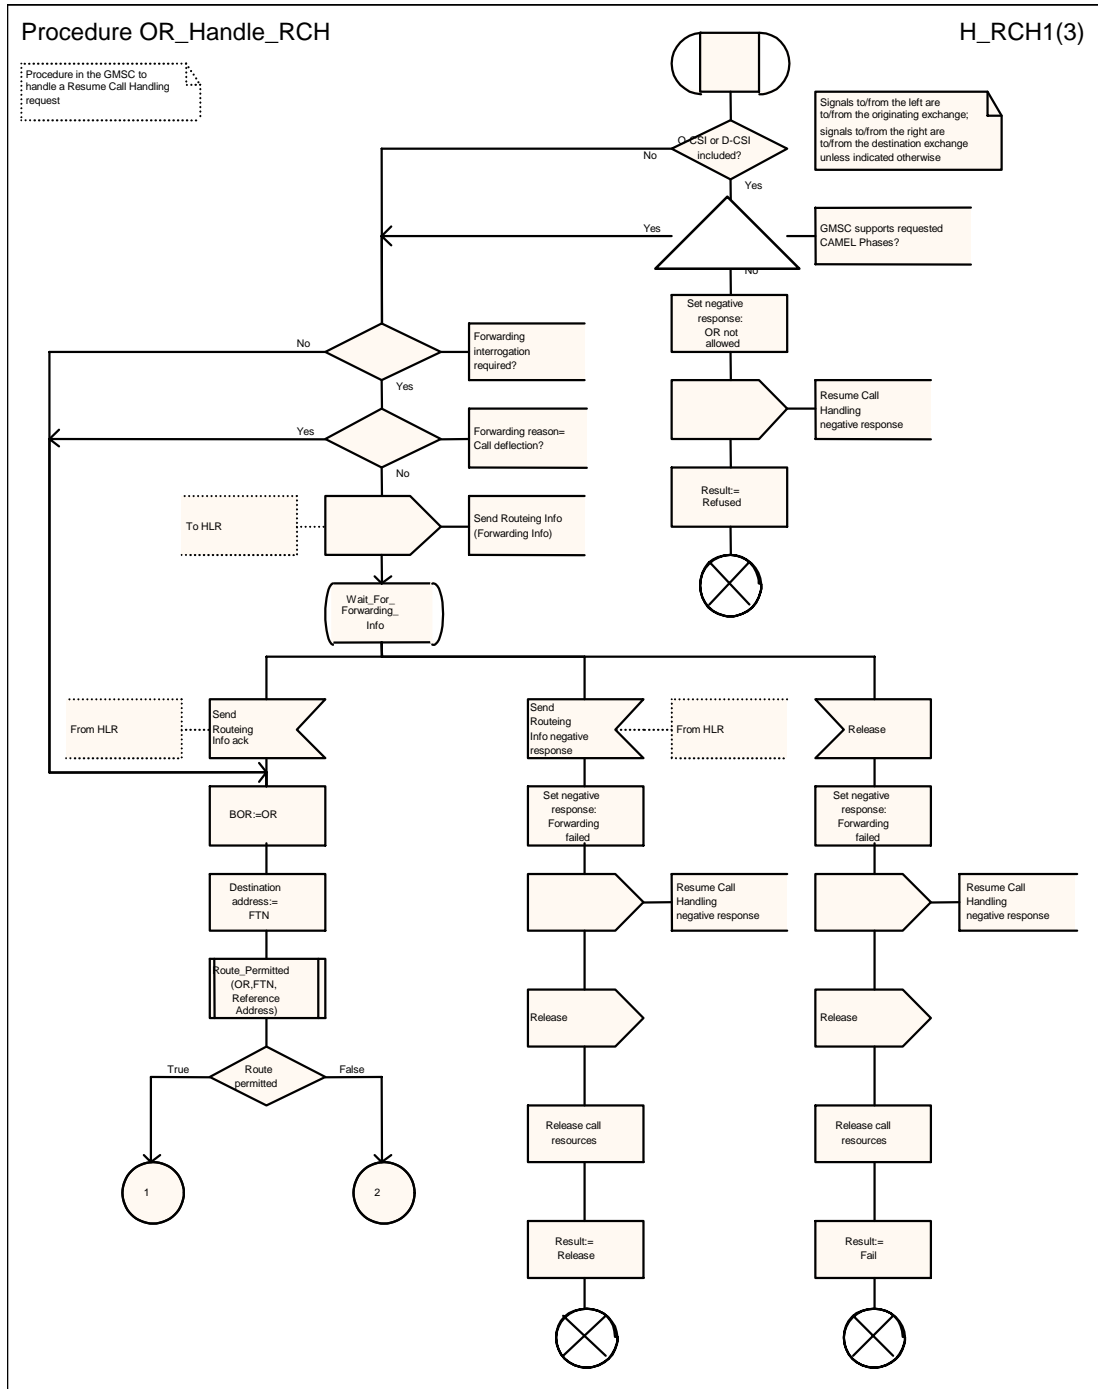 Procedure OR_Handle_RCH
H_RCH1(3)
Procedure in the GMSC to
handle a Resume Call Handling
request
Signals to/from the left are
to/from the originating exchange;
signals to/from the right are
to/from the destination exchange
unless indicated otherwise
O-CSI or D-CSI
included?
No
Yes
Yes
GMSC supports requested
CAMEL Phases?
No
Set negative
response:
OR not
allowed
No
Forwarding
interrogation
required?
Yes
Resume Call
Handling
negative response
Yes
Forwarding reason=
Call deflection?
No
Result:=
Refused
To HLR
Send Routeing Info
(Forwarding Info)
Wait_For_
Forwarding_
Info
From HLR
Send
Routeing
Info ack
Send
Routeing
Info negative
response
From HLR
Release
BOR:=OR
Set negative
response:
Forwarding
failed
Set negative
response:
Forwarding
failed
Destination
address:=
FTN
Resume Call
Handling
negative response
Resume Call
Handling
negative response
Route_Permitted
(OR,FTN,
Reference
Address)
Release
Release
True
Route
permitted
False
Release call
resources
Release call
resources
1
2
Result:=
Release
Result:=
Fail